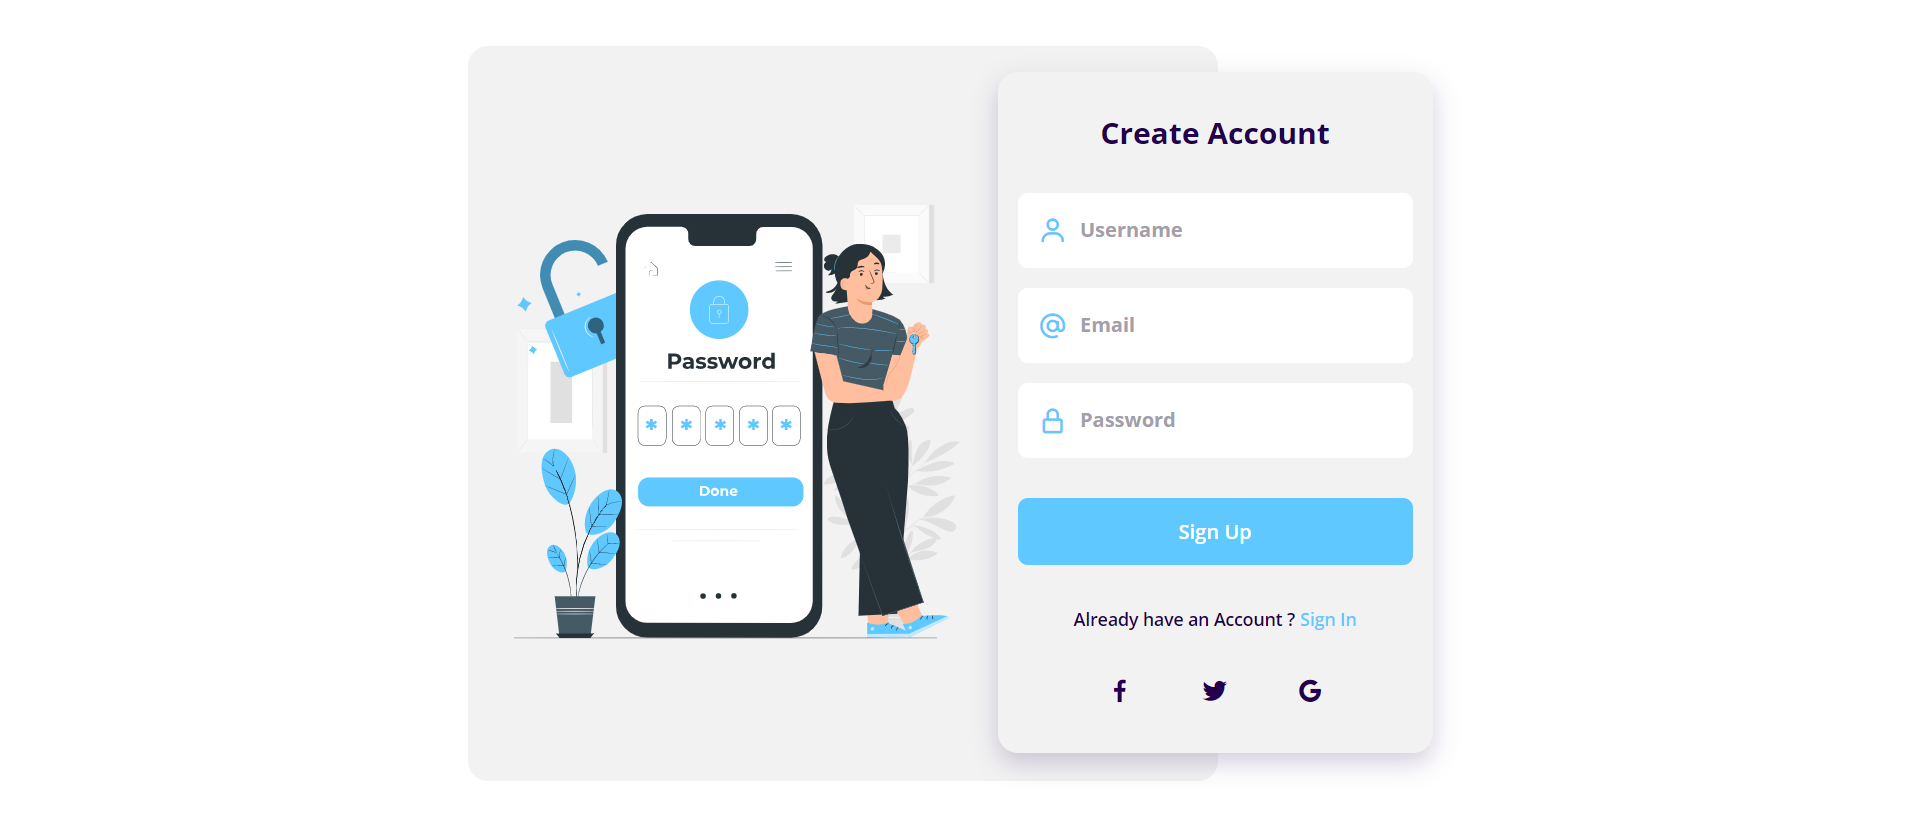 Create Account
Username
Email
Password
Sign Up
Already have an Account ? Sign In
Password
* * * * *
Done